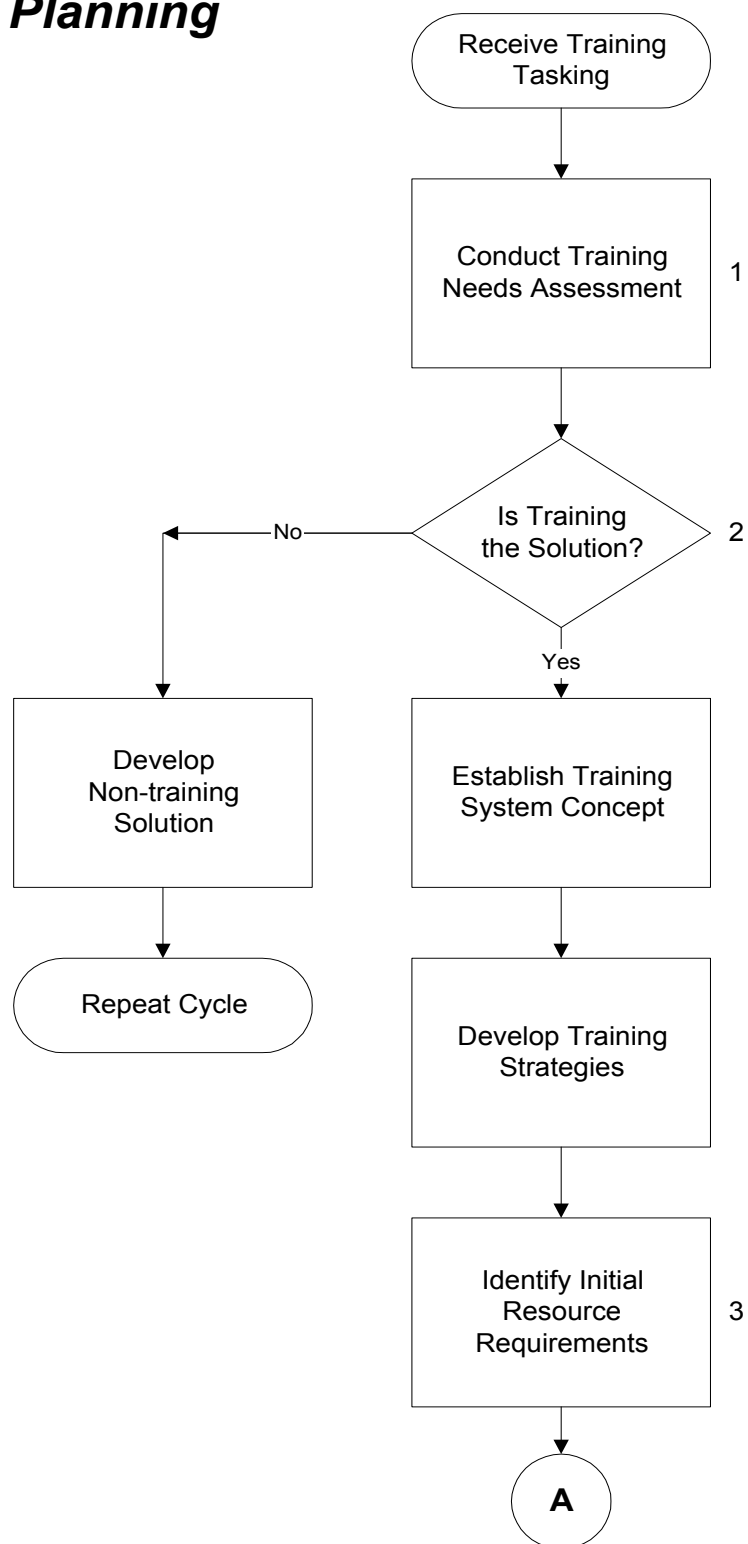 Planning
Receive Training
Tasking
Conduct Training
Needs Assessment
1
Is Training
the Solution?
2
No
Yes
Develop
Non-training
Solution
Establish Training
System Concept
Repeat Cycle
Develop Training
Strategies
Identify Initial
Resource
Requirements
3
A